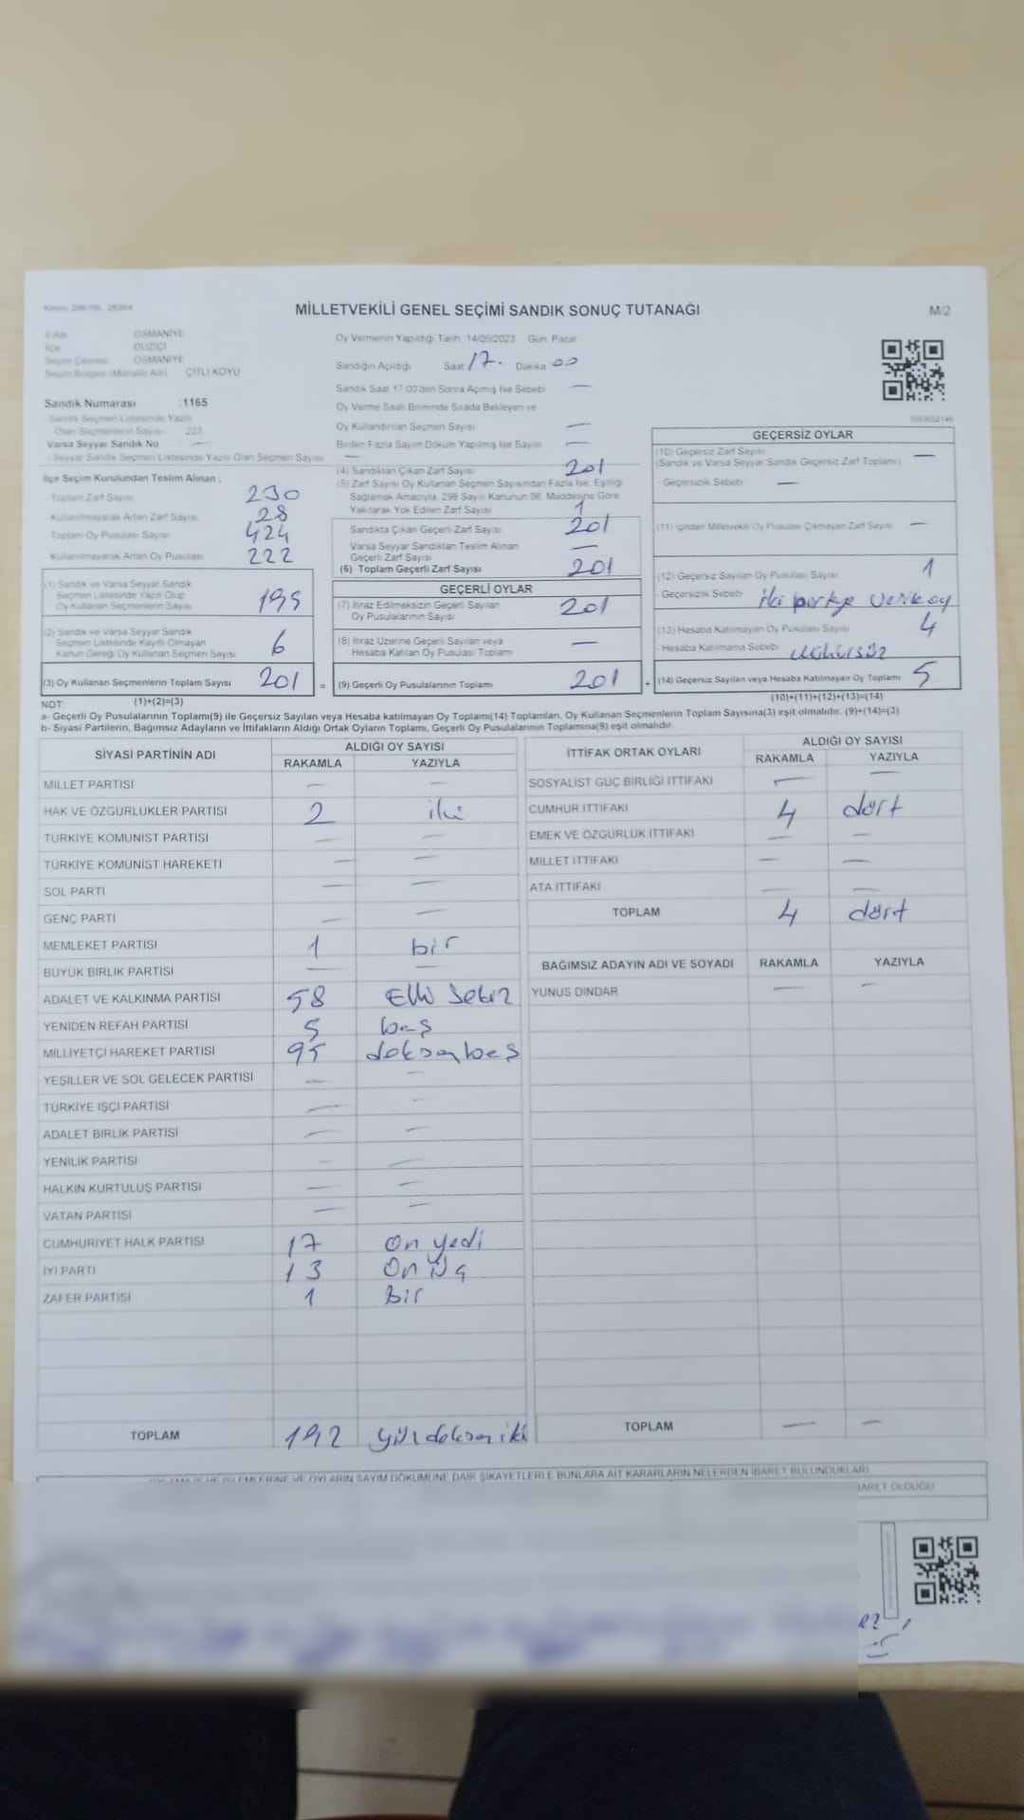 MİLLETVEKİLİ GENEL SEÇİMİ SANDIK SONUÇ TUTANAĞI
M/2
OSMANİYE
DÜZİÇİ
OSMANİYE
ÇİTLİ KÖYÜ
Sandık Numarası :1165
Sandık Seçmen Listesinde Yazılı
Olan Seçmenlerin Sayısı 223
Varsa Seyyar Sandık No —
Seyyar Sandık Seçmen Listesinde Yazılı Olan Seçmen Sayısı —
İlçe Seçim Kurulundan Teslim Alınan ;
Toplam Zarf Sayısı 230
Kullanılmayarak Artan Zarf Sayısı 28
Toplam Oy Pusulası Sayısı 424
Kullanılmayarak Artan Oy Pusulası 222
(1) Sandık ve Varsa Seyyar Sandık
Seçmen Listesinde Yazılı Olup
Oy Kullanan Seçmenlerin Sayısı 195
(2) Sandık ve Varsa Seyyar Sandık
Seçmen Listesinde Kayıtlı Olmayan
Kanun Gereği Oy Kullanan Seçmen Sayısı 6
(3) Oy Kullanan Seçmenlerin Toplam Sayısı 201 =
Oy Vermenin Yapıldığı Tarih: 14/05/2023 Gün: Pazar
Sandığın Açıldığı Saat 17. Dakika 00
Sandık Saat 17.00'den Sonra Açılmış İse Sebebi —
Oy Verme Saati Bitiminde Sırada Bekleyen ve
Oy Kullandırılan Seçmen Sayısı —
Birden Fazla Sayım Döküm Yapılmış İse Sayısı —
(4) Sandıktan Çıkan Zarf Sayısı 201
(5) Zarf Sayısı Oy Kullanan Seçmen Sayısından Fazla İse, Eşitliği
Sağlamak Amacıyla, 298 Sayılı Kanunun 98. Maddesine Göre
Yakılarak Yok Edilen Zarf Sayısı 1
Sandıkta Çıkan Geçerli Zarf Sayısı 201
Varsa Seyyar Sandıktan Teslim Alınan
Geçerli Zarf Sayısı —
(6) Toplam Geçerli Zarf Sayısı 201
GEÇERLİ OYLAR
(7) İtiraz Edilmeksizin Geçerli Sayılan
Oy Pusulalarının Sayısı 201
(8) İtiraz Üzerine Geçerli Sayılan veya
Hesaba Katılan Oy Pusulası Toplamı —
(9) Geçerli Oy Pusulalarının Toplamı 201 +
GEÇERSİZ OYLAR
(10) Geçersiz Zarf Sayısı —
(Sandık ve Varsa Seyyar Sandık Geçersiz Zarf Toplamı)
Geçersizlik Sebebi —
(11) İçinden Milletvekili Oy Pusulası Çıkmayan Zarf Sayısı —
(12) Geçersiz Sayılan Oy Pusulası Sayısı 1
Geçersizlik Sebebi iki partiye verik oy
(13) Hesaba Katılmayan Oy Pusulası Sayısı 4
Hesaba Katılmama Sebebi mühürsüz
(14) Geçersiz Sayılan veya Hesaba Katılmayan Oy Toplamı 5
NOT: (1)+(2)=(3) (10)+(11)+(12)+(13)=(14)
a- Geçerli Oy Pusulalarının Toplamı(9) ile Geçersiz Sayılan veya Hesaba katılmayan Oy Toplamı(14) Toplamları, Oy Kullanan Seçmenlerin Toplam Sayısına(3) eşit olmalıdır. (9)+(14)=(3)
b- Siyasi Partilerin, Bağımsız Adayların ve İttifakların Aldığı Ortak Oyların Toplamı, Geçerli Oy Pusulalarının Toplamına(9) eşit olmalıdır.
SİYASİ PARTİNİN ADI ALDIĞI OY SAYISI
RAKAMLA YAZIYLA
MİLLET PARTİSİ — —
HAK VE ÖZGÜRLÜKLER PARTİSİ 2 iki
TÜRKİYE KOMÜNİST PARTİSİ — —
TÜRKİYE KOMÜNİST HAREKETİ — —
SOL PARTİ — —
GENÇ PARTİ — —
MEMLEKET PARTİSİ 1 bir
BÜYÜK BİRLİK PARTİSİ — —
ADALET VE KALKINMA PARTİSİ 58 Elli sekiz
YENİDEN REFAH PARTİSİ 5 beş
MİLLİYETÇİ HAREKET PARTİSİ 95 doksan beş
YEŞİLLER VE SOL GELECEK PARTİSİ — —
TÜRKİYE İŞÇİ PARTİSİ — —
ADALET BİRLİK PARTİSİ — —
YENİLİK PARTİSİ — —
HALKIN KURTULUŞ PARTİSİ — —
VATAN PARTİSİ — —
CUMHURİYET HALK PARTİSİ 17 On yedi
İYİ PARTİ 13 On üç
ZAFER PARTİSİ 1 Bir
TOPLAM 192 yüz doksan iki
İTTİFAK ORTAK OYLARI ALDIĞI OY SAYISI
RAKAMLA YAZIYLA
SOSYALİST GÜÇ BİRLİĞİ İTTİFAKI — —
CUMHUR İTTİFAKI 4 dört
EMEK VE ÖZGÜRLÜK İTTİFAKI — —
MİLLET İTTİFAKI — —
ATA İTTİFAKI — —
TOPLAM 4 dört
BAĞIMSIZ ADAYIN ADI VE SOYADI RAKAMLA YAZIYLA
YUNUS DİNDAR — —
TOPLAM — —
OYLARIN SAYIM DÖKÜMÜNE DAİR ŞİKAYETLERLE BUNLARA AİT KARARLARIN NELERDEN İBARET BULUNDUKLARI